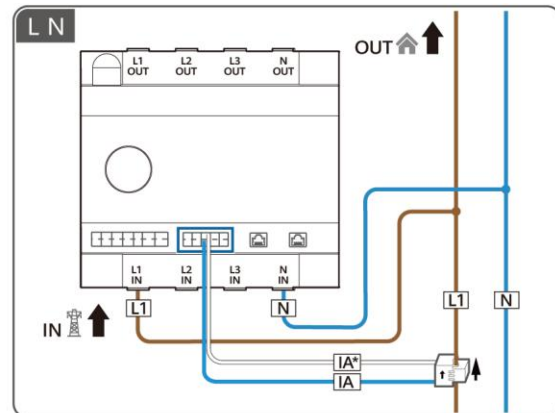 L N
OUT
L1 OUT
L2 OUT
L3 OUT
N OUT
L1 IN
L2 IN
L3 IN
N IN
IN
L1
N
L1
N
IA*
IA